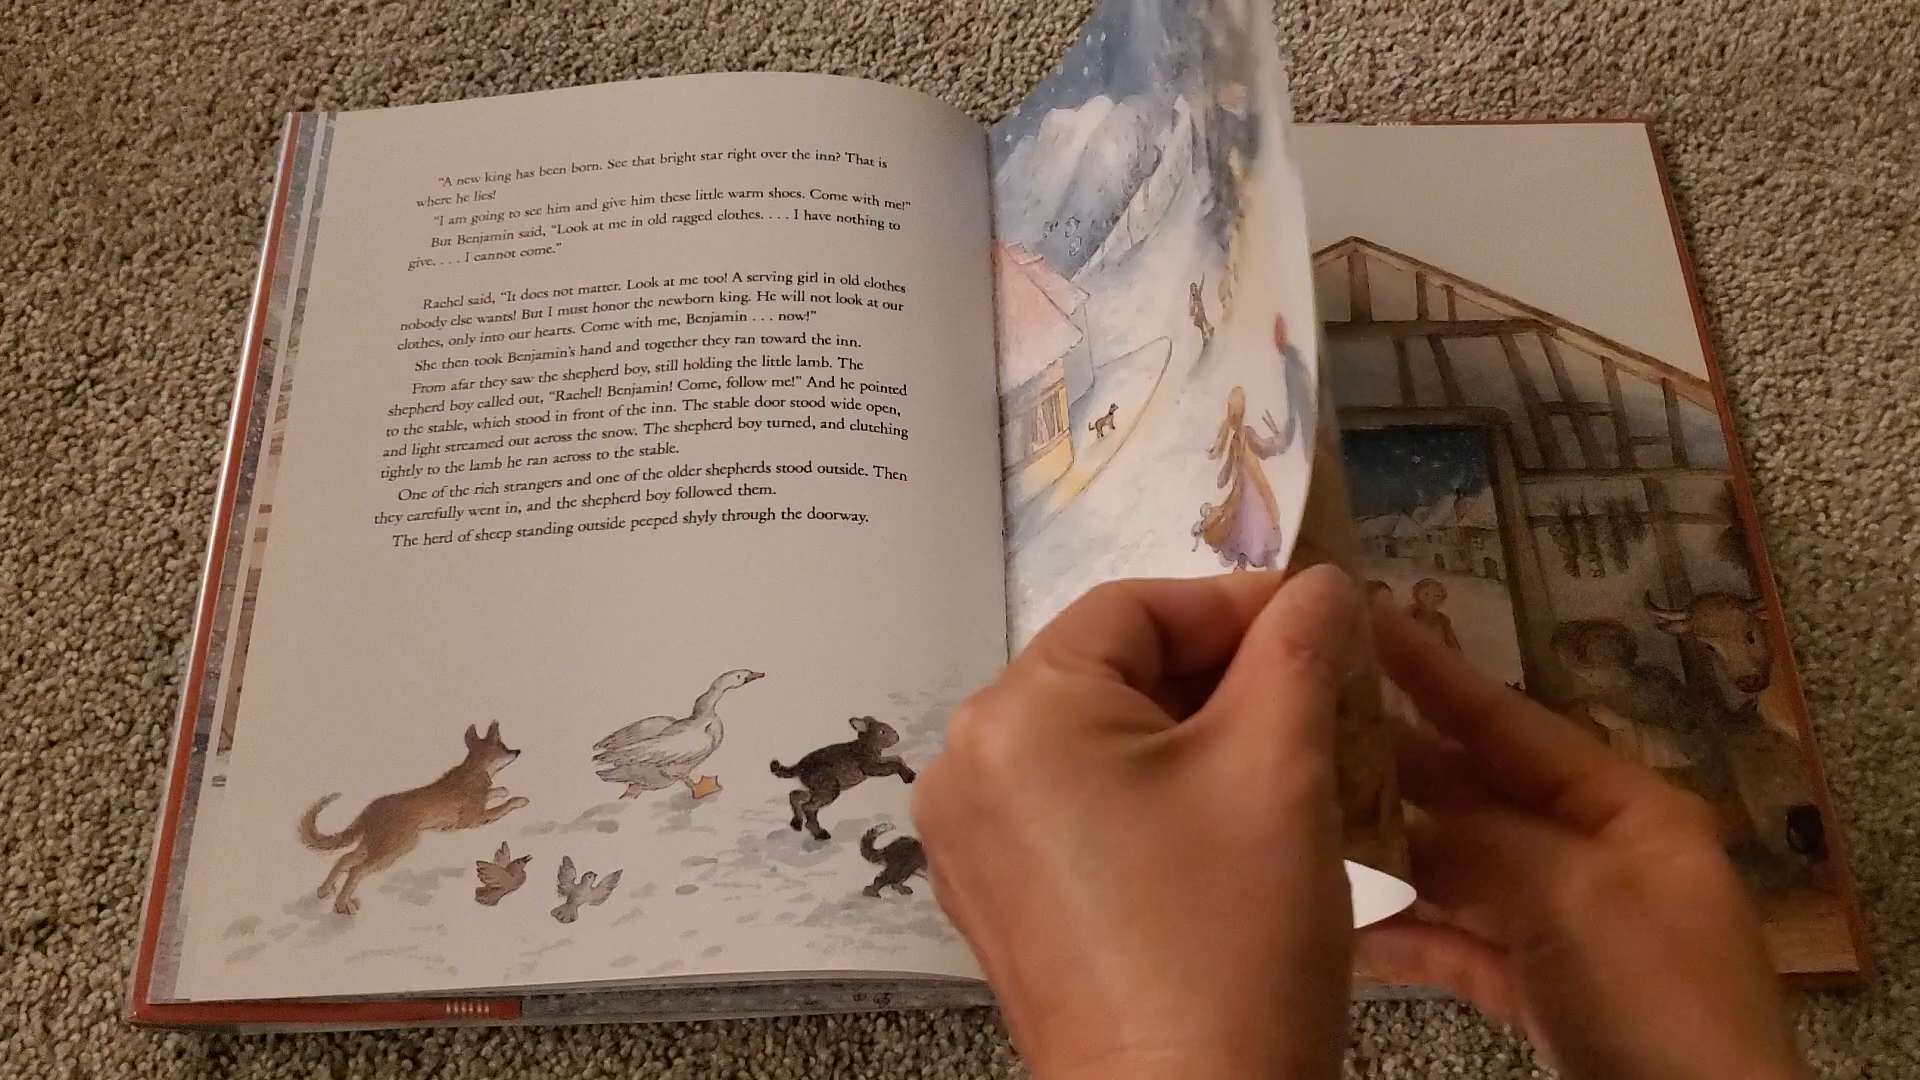 "A new king has been born. See that bright star right over the inn? That is
where he lies!
"I am going to see him and give him these little warm shoes. Come with me!"
But Benjamin said, "Look at me in old ragged clothes. . . . I have nothing to
give. . . . I cannot come."
Rachel said, "It does not matter. Look at me too! A serving girl in old clothes
nobody else wants! But I must honor the newborn king. He will not look at our
clothes, only into our hearts. Come with me, Benjamin . . . now!"
She then took Benjamin's hand and together they ran toward the inn.
From afar they saw the shepherd boy, still holding the little lamb. The
shepherd boy called out, "Rachel! Benjamin! Come, follow me!" And he pointed
to the stable, which stood in front of the inn. The stable door stood wide open,
and light streamed out across the snow. The shepherd boy turned, and clutching
tightly to the lamb he ran across to the stable.
One of the rich strangers and one of the older shepherds stood outside. Then
they carefully went in, and the shepherd boy followed them.
The herd of sheep standing outside peeped shyly through the doorway.